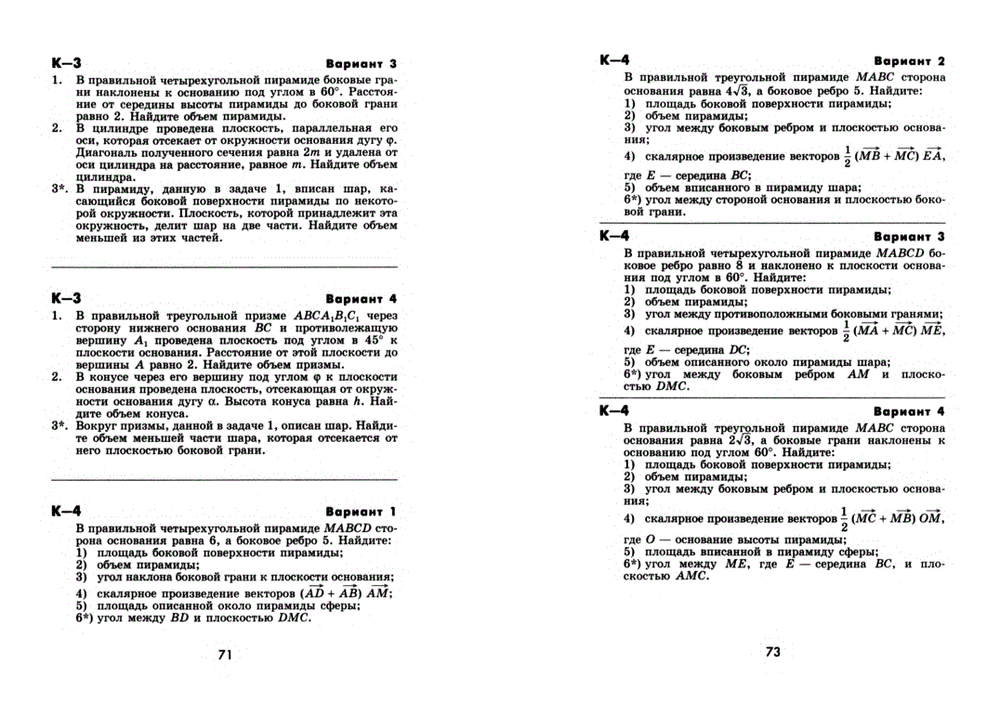 К—3 Вариант 3
1. В правильной четырехугольной пирамиде боковые гра-
ни наклонены к основанию под углом в 60°. Расстоя-
ние от середины высоты пирамиды до боковой грани
равно 2. Найдите объем пирамиды.
2. В цилиндре проведена плоскость, параллельная его
оси, которая отсекает от окружности основания дугу φ.
Диагональ полученного сечения равна 2m и удалена от
оси цилиндра на расстояние, равное m. Найдите объем
цилиндра.
3*. В пирамиду, данную в задаче 1, вписан шар, ка-
сающийся боковой поверхности пирамиды по некото-
рой окружности. Плоскость, которой принадлежит эта
окружность, делит шар на две части. Найдите объем
меньшей из этих частей.
К—3 Вариант 4
1. В правильной треугольной призме ABCA₁B₁C₁ через
сторону нижнего основания BC и противолежащую
вершину A₁ проведена плоскость под углом в 45° к
плоскости основания. Расстояние от этой плоскости до
вершины A равно 2. Найдите объем призмы.
2. В конусе через его вершину под углом φ к плоскости
основания проведена плоскость, отсекающая от окруж-
ности основания дугу α. Высота конуса равна h. Най-
дите объем конуса.
3*. Вокруг призмы, данной в задаче 1, описан шар. Найди-
те объем меньшей части шара, которая отсекается от
него плоскостью боковой грани.
К—4 Вариант 1
В правильной четырехугольной пирамиде MABCD сто-
рона основания равна 6, а боковое ребро 5. Найдите:
1) площадь боковой поверхности пирамиды;
2) объем пирамиды;
3) угол наклона боковой грани к плоскости основания;
4) скалярное произведение векторов (AD + AB) AM;
5) площадь описанной около пирамиды сферы;
6*) угол между BD и плоскостью DMC.
71
К—4 Вариант 2
В правильной треугольной пирамиде MABC сторона
основания равна 4√3, а боковое ребро 5. Найдите:
1) площадь боковой поверхности пирамиды;
2) объем пирамиды;
3) угол между боковым ребром и плоскостью основа-
ния;
4) скалярное произведение векторов 1/2 (MB + MC) EA,
где E — середина BC;
5) объем вписанного в пирамиду шара;
6*) угол между стороной основания и плоскостью боко-
вой грани.
К—4 Вариант 3
В правильной четырехугольной пирамиде MABCD бо-
ковое ребро равно 8 и наклонено к плоскости основа-
ния под углом в 60°. Найдите:
1) площадь боковой поверхности пирамиды;
2) объем пирамиды;
3) угол между противоположными боковыми гранями;
4) скалярное произведение векторов 1/2 (MA + MC) ME,
где E — середина DC;
5) объем описанного около пирамиды шара;
6*) угол между боковым ребром AM и плоско-
стью DMC.
К—4 Вариант 4
В правильной треугольной пирамиде MABC сторона
основания равна 2√3, а боковые грани наклонены к
основанию под углом 60°. Найдите:
1) площадь боковой поверхности пирамиды;
2) объем пирамиды;
3) угол между боковым ребром и плоскостью основа-
ния;
4) скалярное произведение векторов 1/2 (MC + MB) OM,
где O — основание высоты пирамиды;
5) площадь вписанной в пирамиду сферы;
6*) угол между ME, где E — середина BC, и пло-
скостью AMC.
73